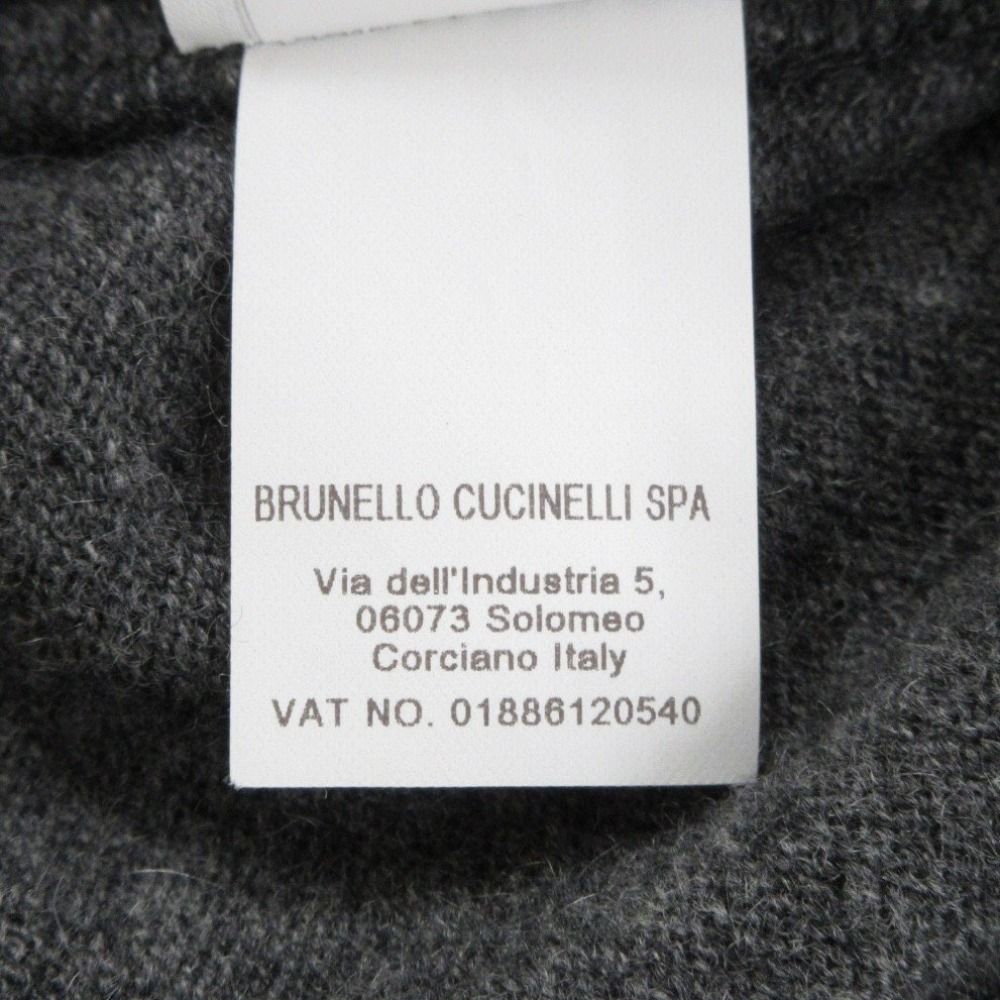 BRUNELLO CUCINELLI SPA
Via dell'Industria 5,
06073 Solomeo
Corciano Italy
VAT NO. 01886120540